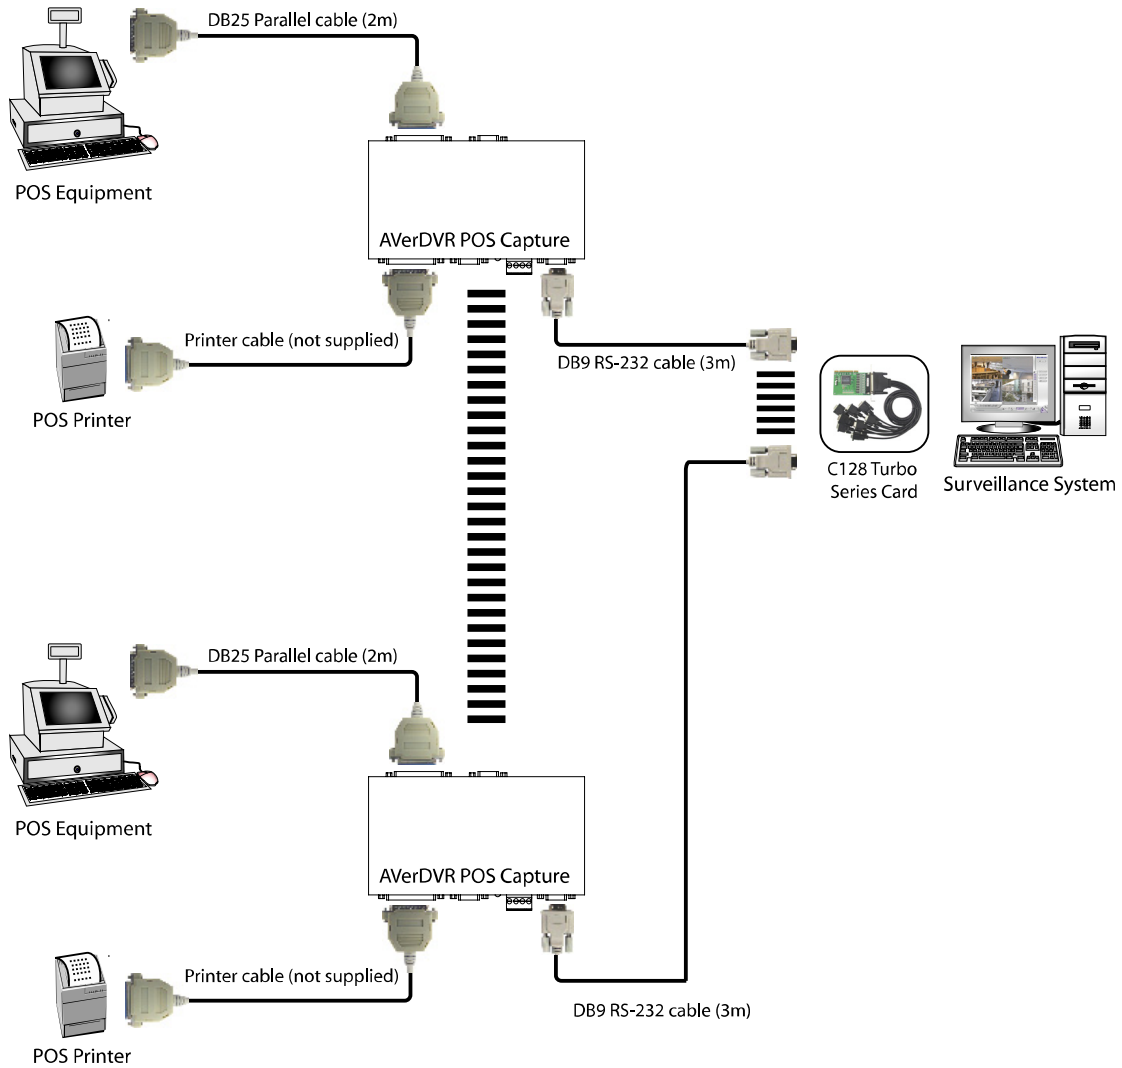 DB25 Parallel cable (2m)
POS Equipment
AVerDVR POS Capture
Printer cable (not supplied)
POS Printer
DB9 RS-232 cable (3m)
C128 Turbo
Series Card
Surveillance System
DB25 Parallel cable (2m)
POS Equipment
AVerDVR POS Capture
Printer cable (not supplied)
POS Printer
DB9 RS-232 cable (3m)